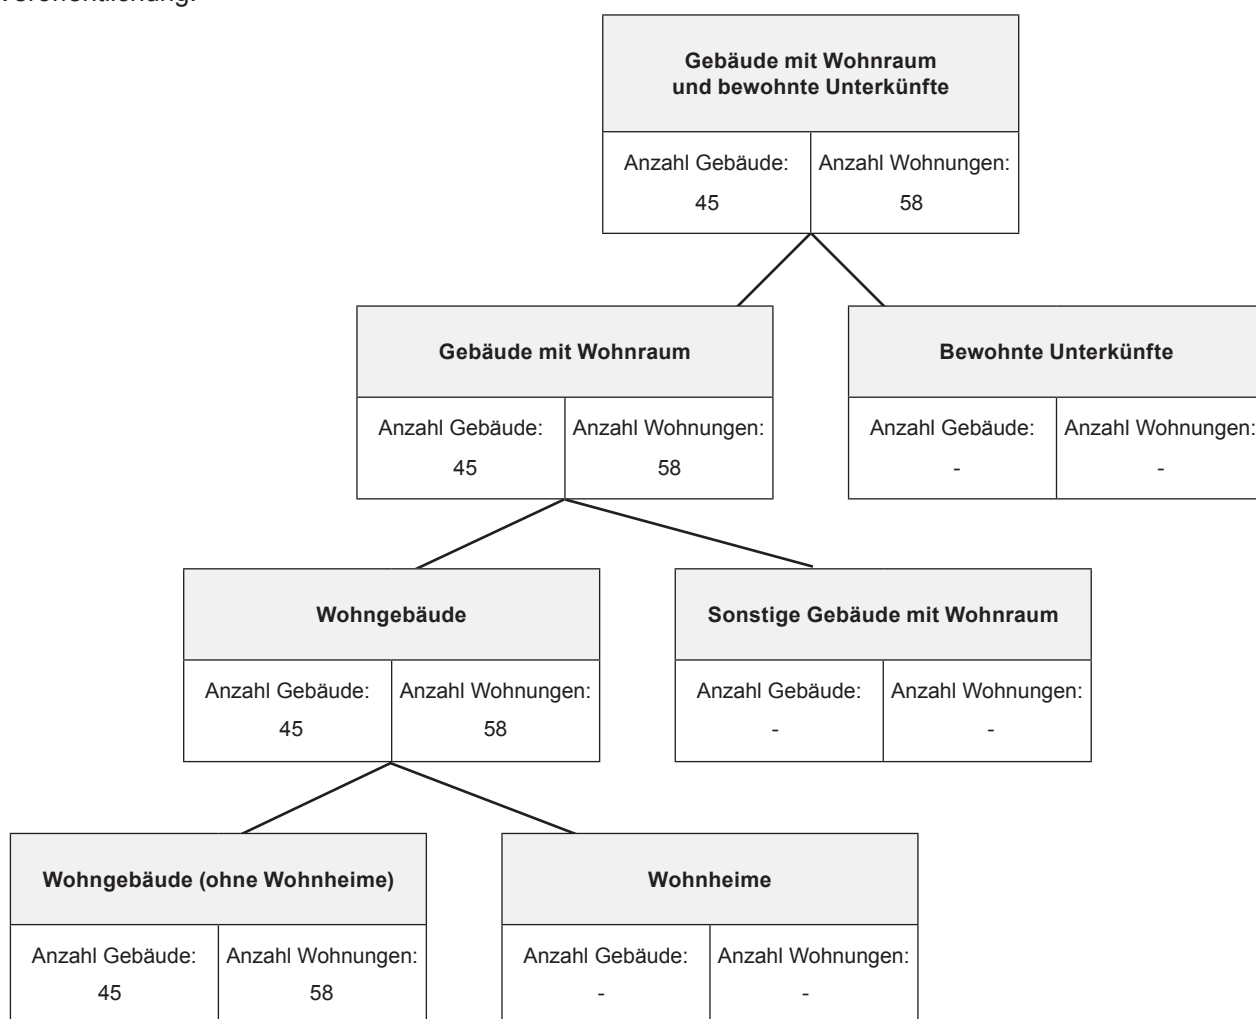 Veröffentlichung.
Gebäude mit Wohnraum
und bewohnte Unterkünfte
Anzahl Gebäude: Anzahl Wohnungen:
45 58
Gebäude mit Wohnraum Bewohnte Unterkünfte
Anzahl Gebäude: Anzahl Wohnungen: Anzahl Gebäude: Anzahl Wohnungen:
45 58 - -
Wohngebäude Sonstige Gebäude mit Wohnraum
Anzahl Gebäude: Anzahl Wohnungen: Anzahl Gebäude: Anzahl Wohnungen:
45 58 - -
Wohngebäude (ohne Wohnheime) Wohnheime
Anzahl Gebäude: Anzahl Wohnungen: Anzahl Gebäude: Anzahl Wohnungen:
45 58 - -